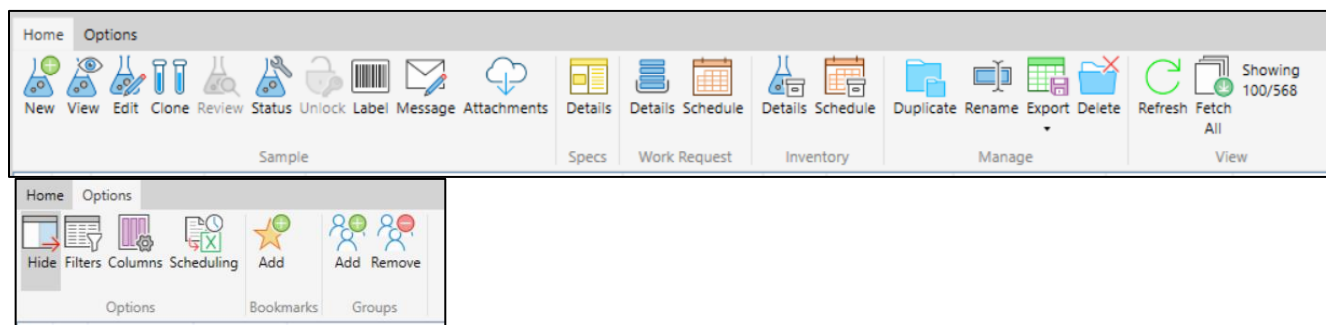 Home Options
New View Edit Clone Review Status Unlock Label Message Attachments Details Details Schedule Details Schedule Duplicate Rename Export Delete Refresh Fetch All Showing 100/568
Sample Specs Work Request Inventory Manage View
Home Options
Hide Filters Columns Scheduling Add Add Remove
Options Bookmarks Groups